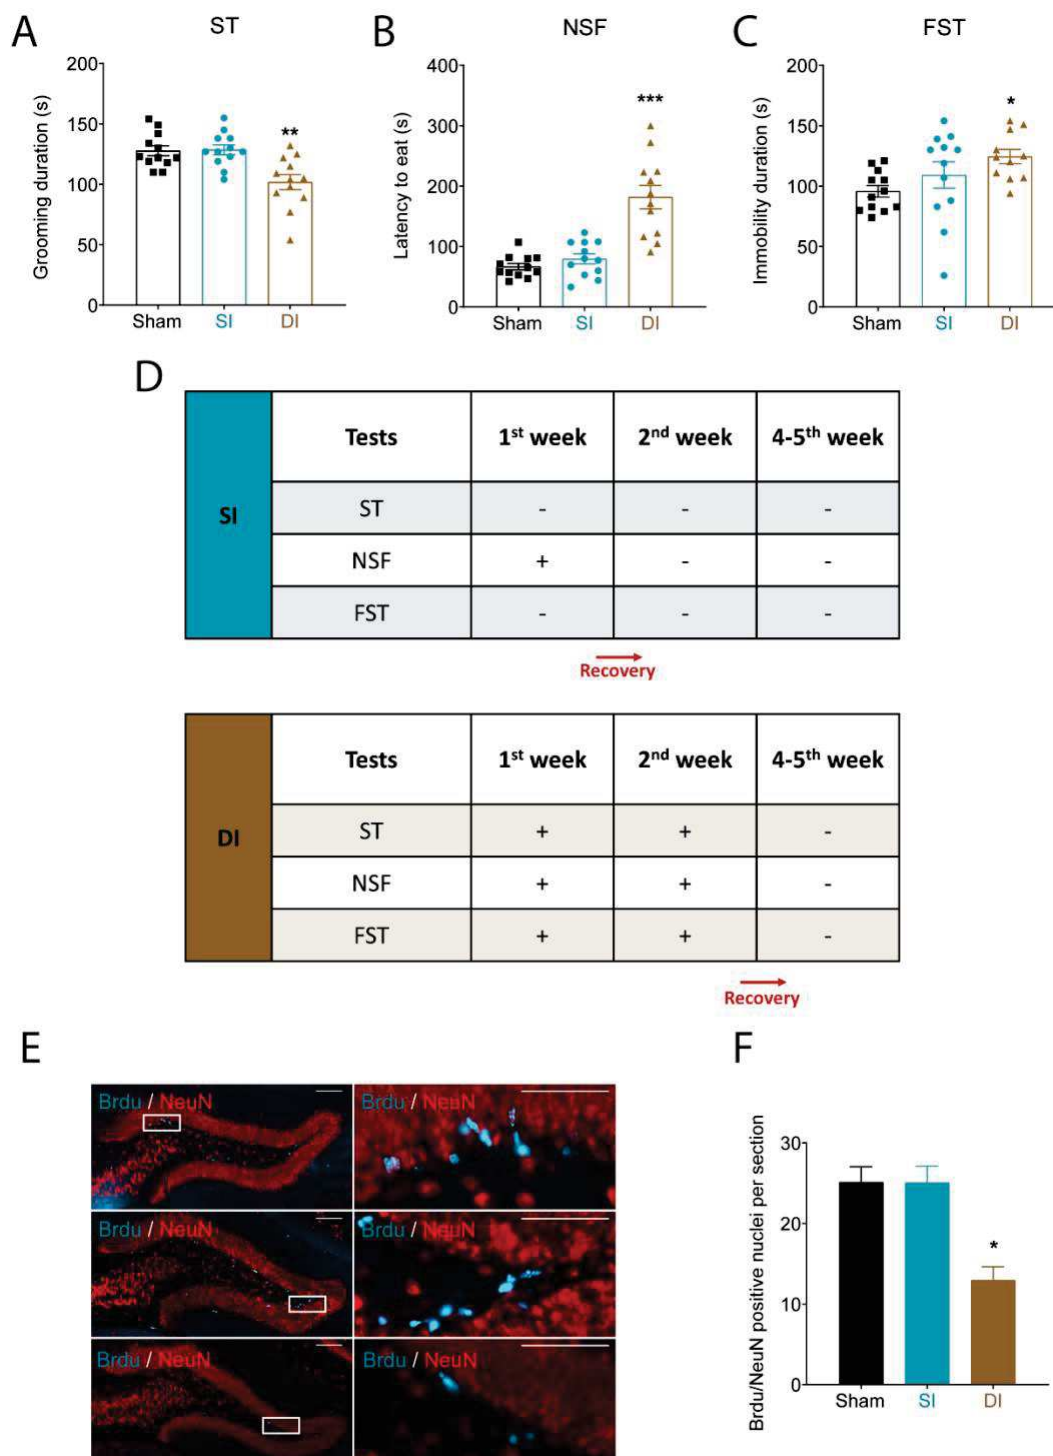 A
ST
Grooming duration (s)
200
150
100
50
0
**
Sham SI DI
B
NSF
Latency to eat (s)
400
300
200
100
0
***
Sham SI DI
C
FST
Immobility duration (s)
200
150
100
50
0
*
Sham SI DI
D
SI
Tests 1st week 2nd week 4-5th week
ST - - -
NSF + - -
FST - - -
Recovery
DI
Tests 1st week 2nd week 4-5th week
ST + + -
NSF + + -
FST + + -
Recovery
E
Brdu / NeuN Brdu / NeuN
Brdu / NeuN Brdu / NeuN
Brdu / NeuN Brdu / NeuN
F
Brdu/NeuN positive nuclei per section
30
20
10
0
*
Sham SI DI